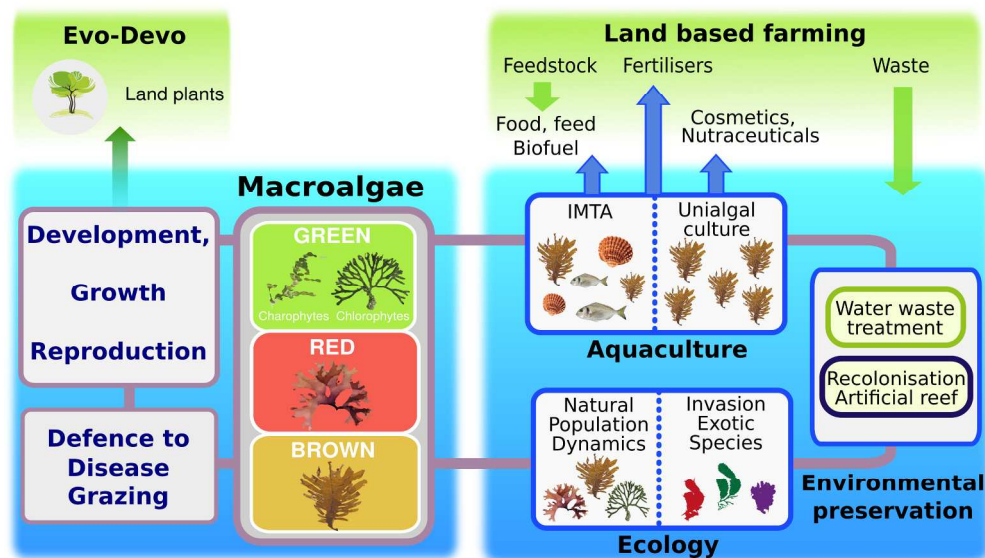 Evo-Devo
Land plants
Macroalgae
Development,
Growth
Reproduction
Defence to
Disease
Grazing
GREEN
Charophytes Chlorophytes
RED
BROWN
Land based farming
Feedstock Fertilisers Waste
Food, feed
Biofuel
Cosmetics,
Nutraceuticals
IMTA
Unialgal
culture
Aquaculture
Natural
Population
Dynamics
Invasion
Exotic
Species
Ecology
Water waste
treatment
Recolonisation
Artificial reef
Environmental
preservation